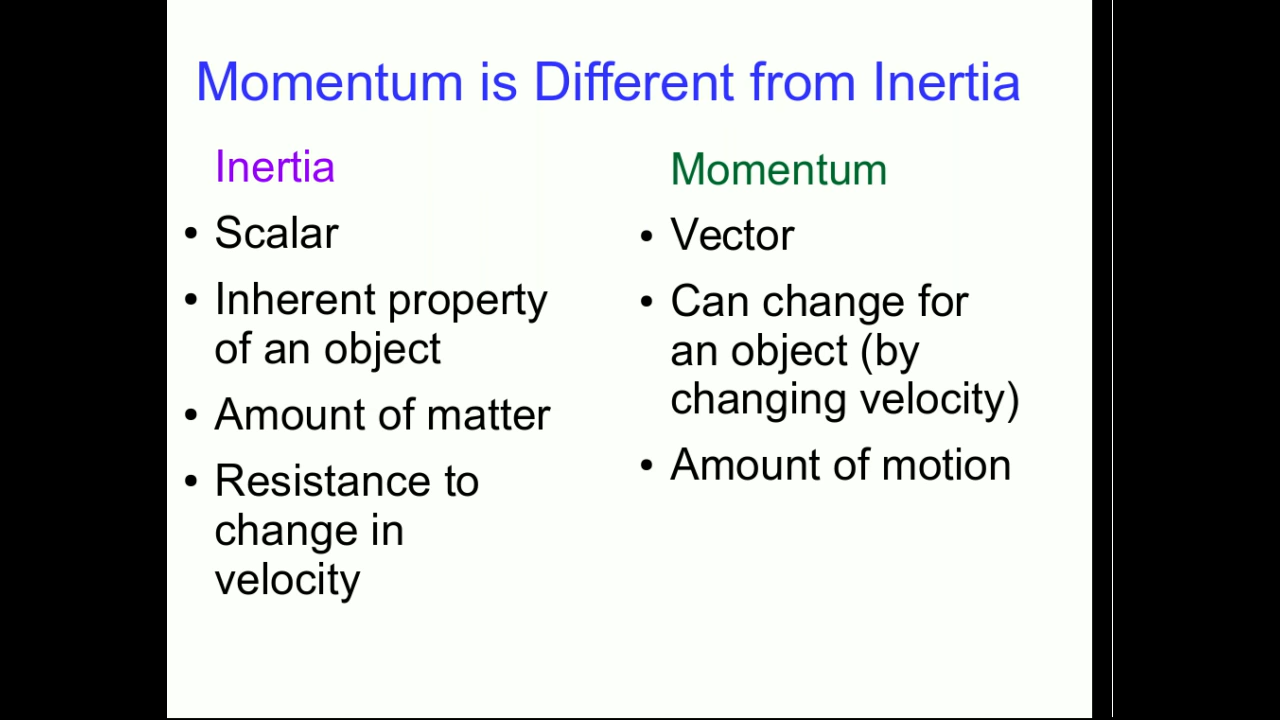 Momentum is Different from Inertia
Inertia
• Scalar
• Inherent property
of an object
• Amount of matter
• Resistance to
change in
velocity
Momentum
• Vector
• Can change for
an object (by
changing velocity)
• Amount of motion